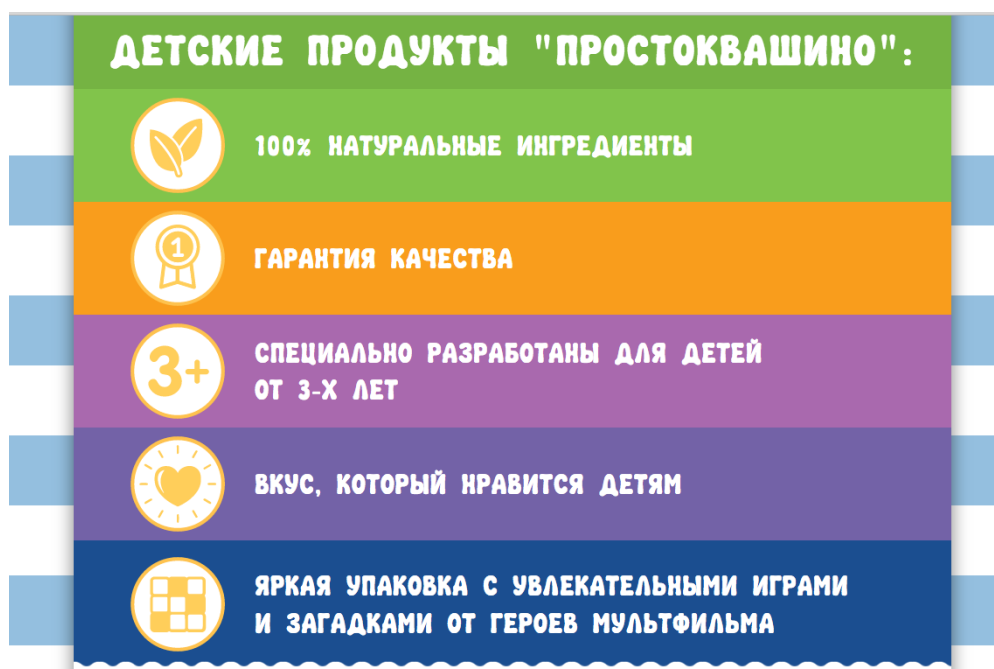 ДЕТСКИЕ ПРОДУКТЫ "ПРОСТОКВАШИНО":
100% НАТУРАЛЬНЫЕ ИНГРЕДИЕНТЫ
1
ГАРАНТИЯ КАЧЕСТВА
3+
СПЕЦИАЛЬНО РАЗРАБОТАНЫ ДЛЯ ДЕТЕЙ
ОТ 3-Х ЛЕТ
ВКУС, КОТОРЫЙ НРАВИТСЯ ДЕТЯМ
ЯРКАЯ УПАКОВКА С УВЛЕКАТЕЛЬНЫМИ ИГРАМИ
И ЗАГАДКАМИ ОТ ГЕРОЕВ МУЛЬТФИЛЬМА